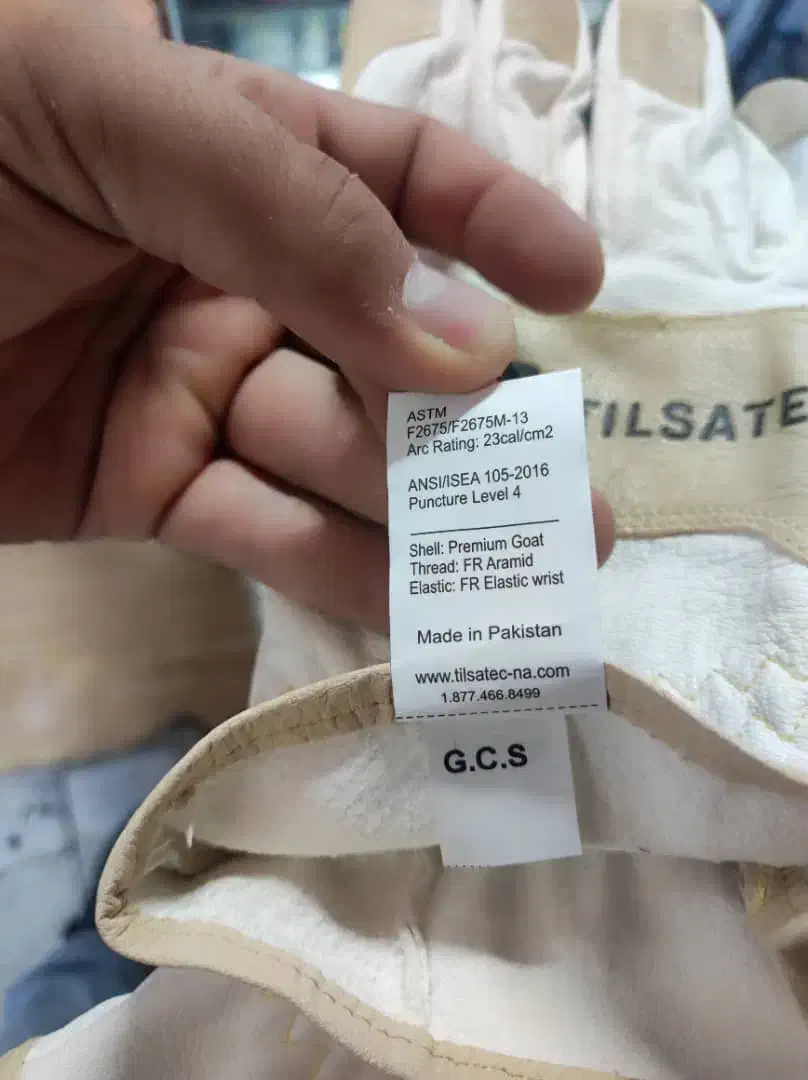 ASTM
F2675/F2675M-13
Arc Rating: 23cal/cm2
ANSI/ISEA 105-2016
Puncture Level 4
Shell: Premium Goat
Thread: FR Aramid
Elastic: FR Elastic wrist
Made in Pakistan
www.tilsatec-na.com
1.877.466.8499
G.C.S
TILSATE